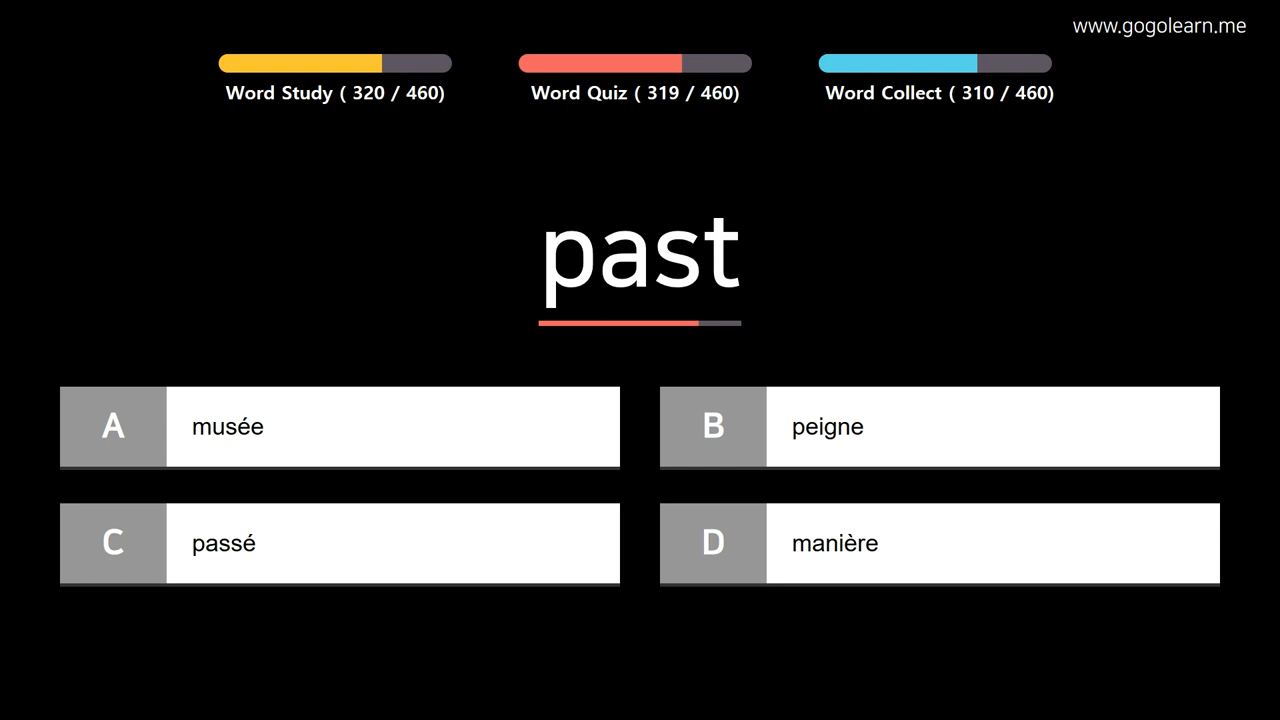 www.gogolearn.me
Word Study ( 320 / 460)
Word Quiz ( 319 / 460)
Word Collect ( 310 / 460)
past
A musée
B peigne
C passé
D manière